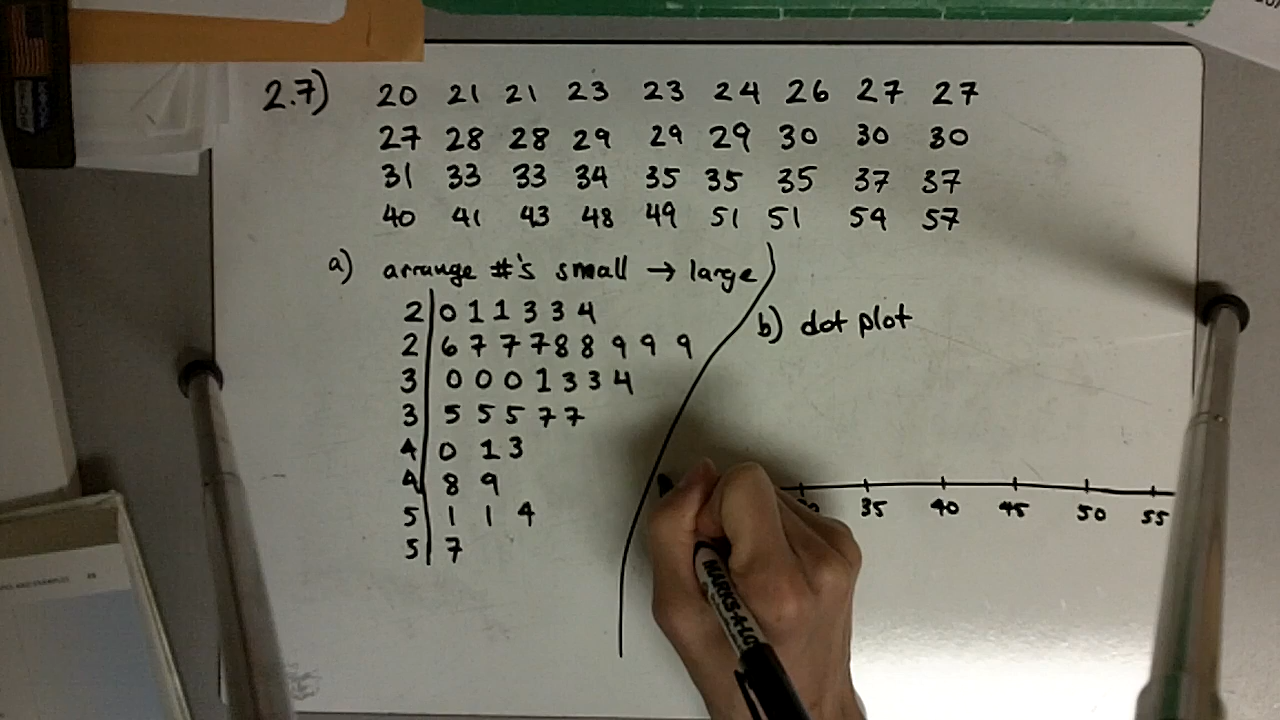 2.7) 20 21 21 23 23 24 26 27 27
27 28 28 29 29 29 30 30 30
31 33 33 34 35 35 35 37 37
40 41 43 48 49 51 51 54 57
a) arrange #'s small → large
2 | 0 1 1 3 3 4
2 | 6 7 7 7 8 8 9 9 9
3 | 0 0 0 1 3 3 4
3 | 5 5 5 7 7
4 | 0 1 3
4 | 8 9
5 | 1 1 4
5 | 7
b) dot plot
35 40 45 50 55
MARKS-A-LO